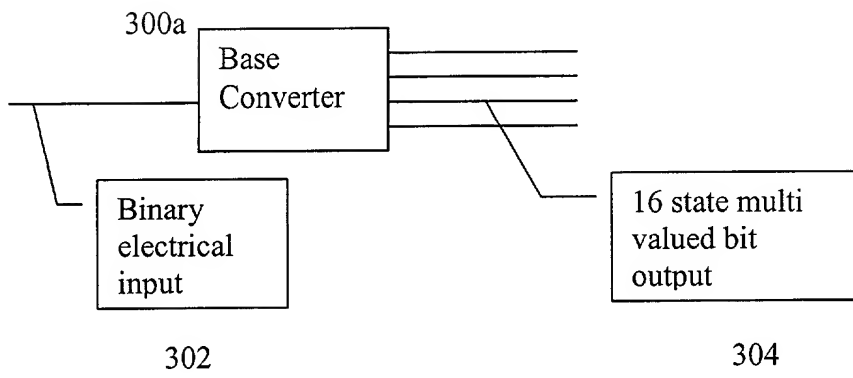 300a
Base
Converter
Binary
electrical
input
16 state multi
valued bit
output
302
304